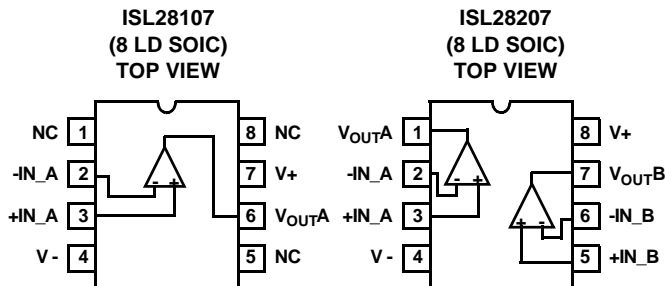 ISL28107
(8 LD SOIC)
TOP VIEW
NC 1
-IN_A 2
+IN_A 3
V - 4
8 NC
7 V+
6 VOUTA
5 NC
- +
ISL28207
(8 LD SOIC)
TOP VIEW
VOUTA 1
-IN_A 2
+IN_A 3
V - 4
8 V+
7 VOUTB
6 -IN_B
5 +IN_B
- +
+ -